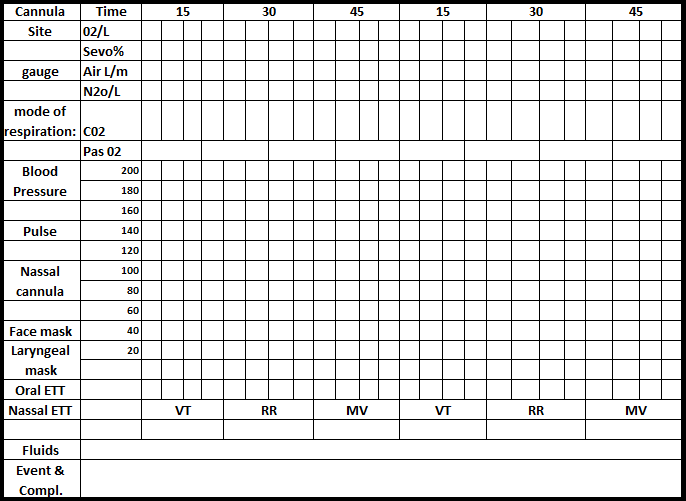 Cannula Time 15 30 45 15 30 45
Site 02/L
Sevo%
gauge Air L/m
N2o/L
mode of
respiration: C02
Pas 02
Blood 200
Pressure 180
160
Pulse 140
120
Nassal 100
cannula 80
60
Face mask 40
Laryngeal 20
mask
Oral ETT
Nassal ETT VT RR MV VT RR MV
Fluids
Event &
Compl.